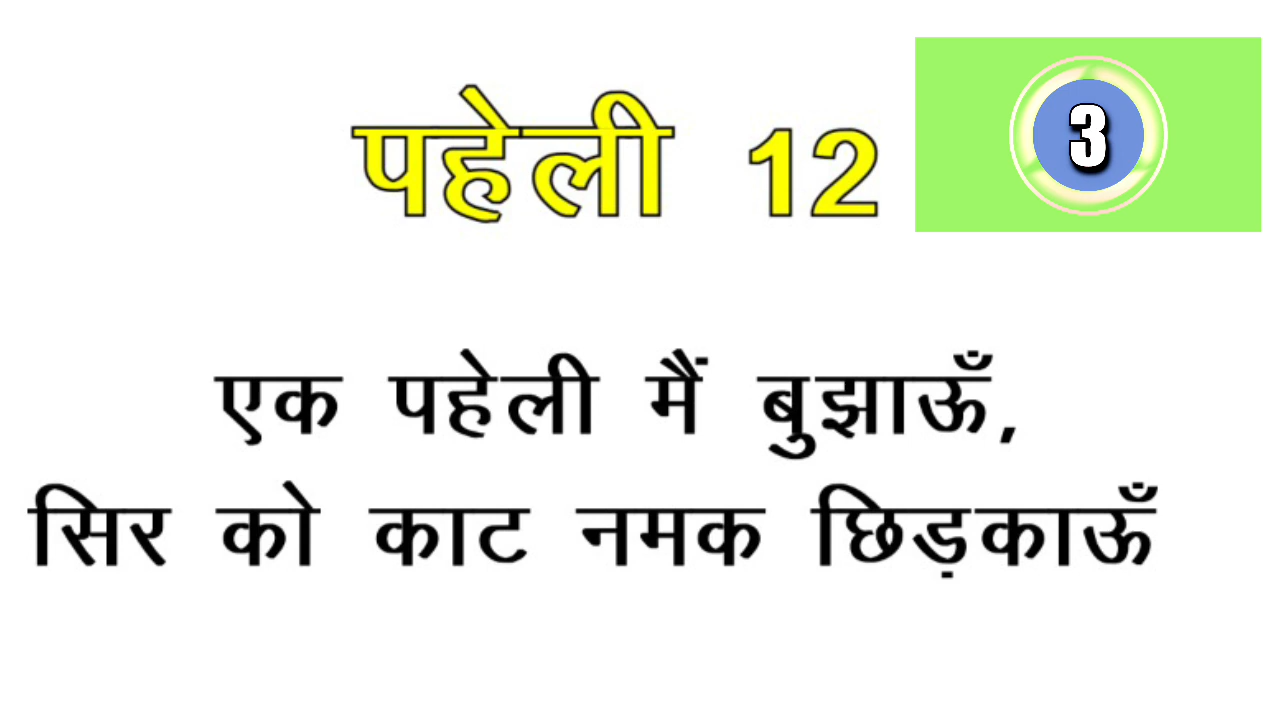 पहेली 12
3
एक पहेली मैं बुझाऊँ,
सिर को काट नमक छिड़काऊँ